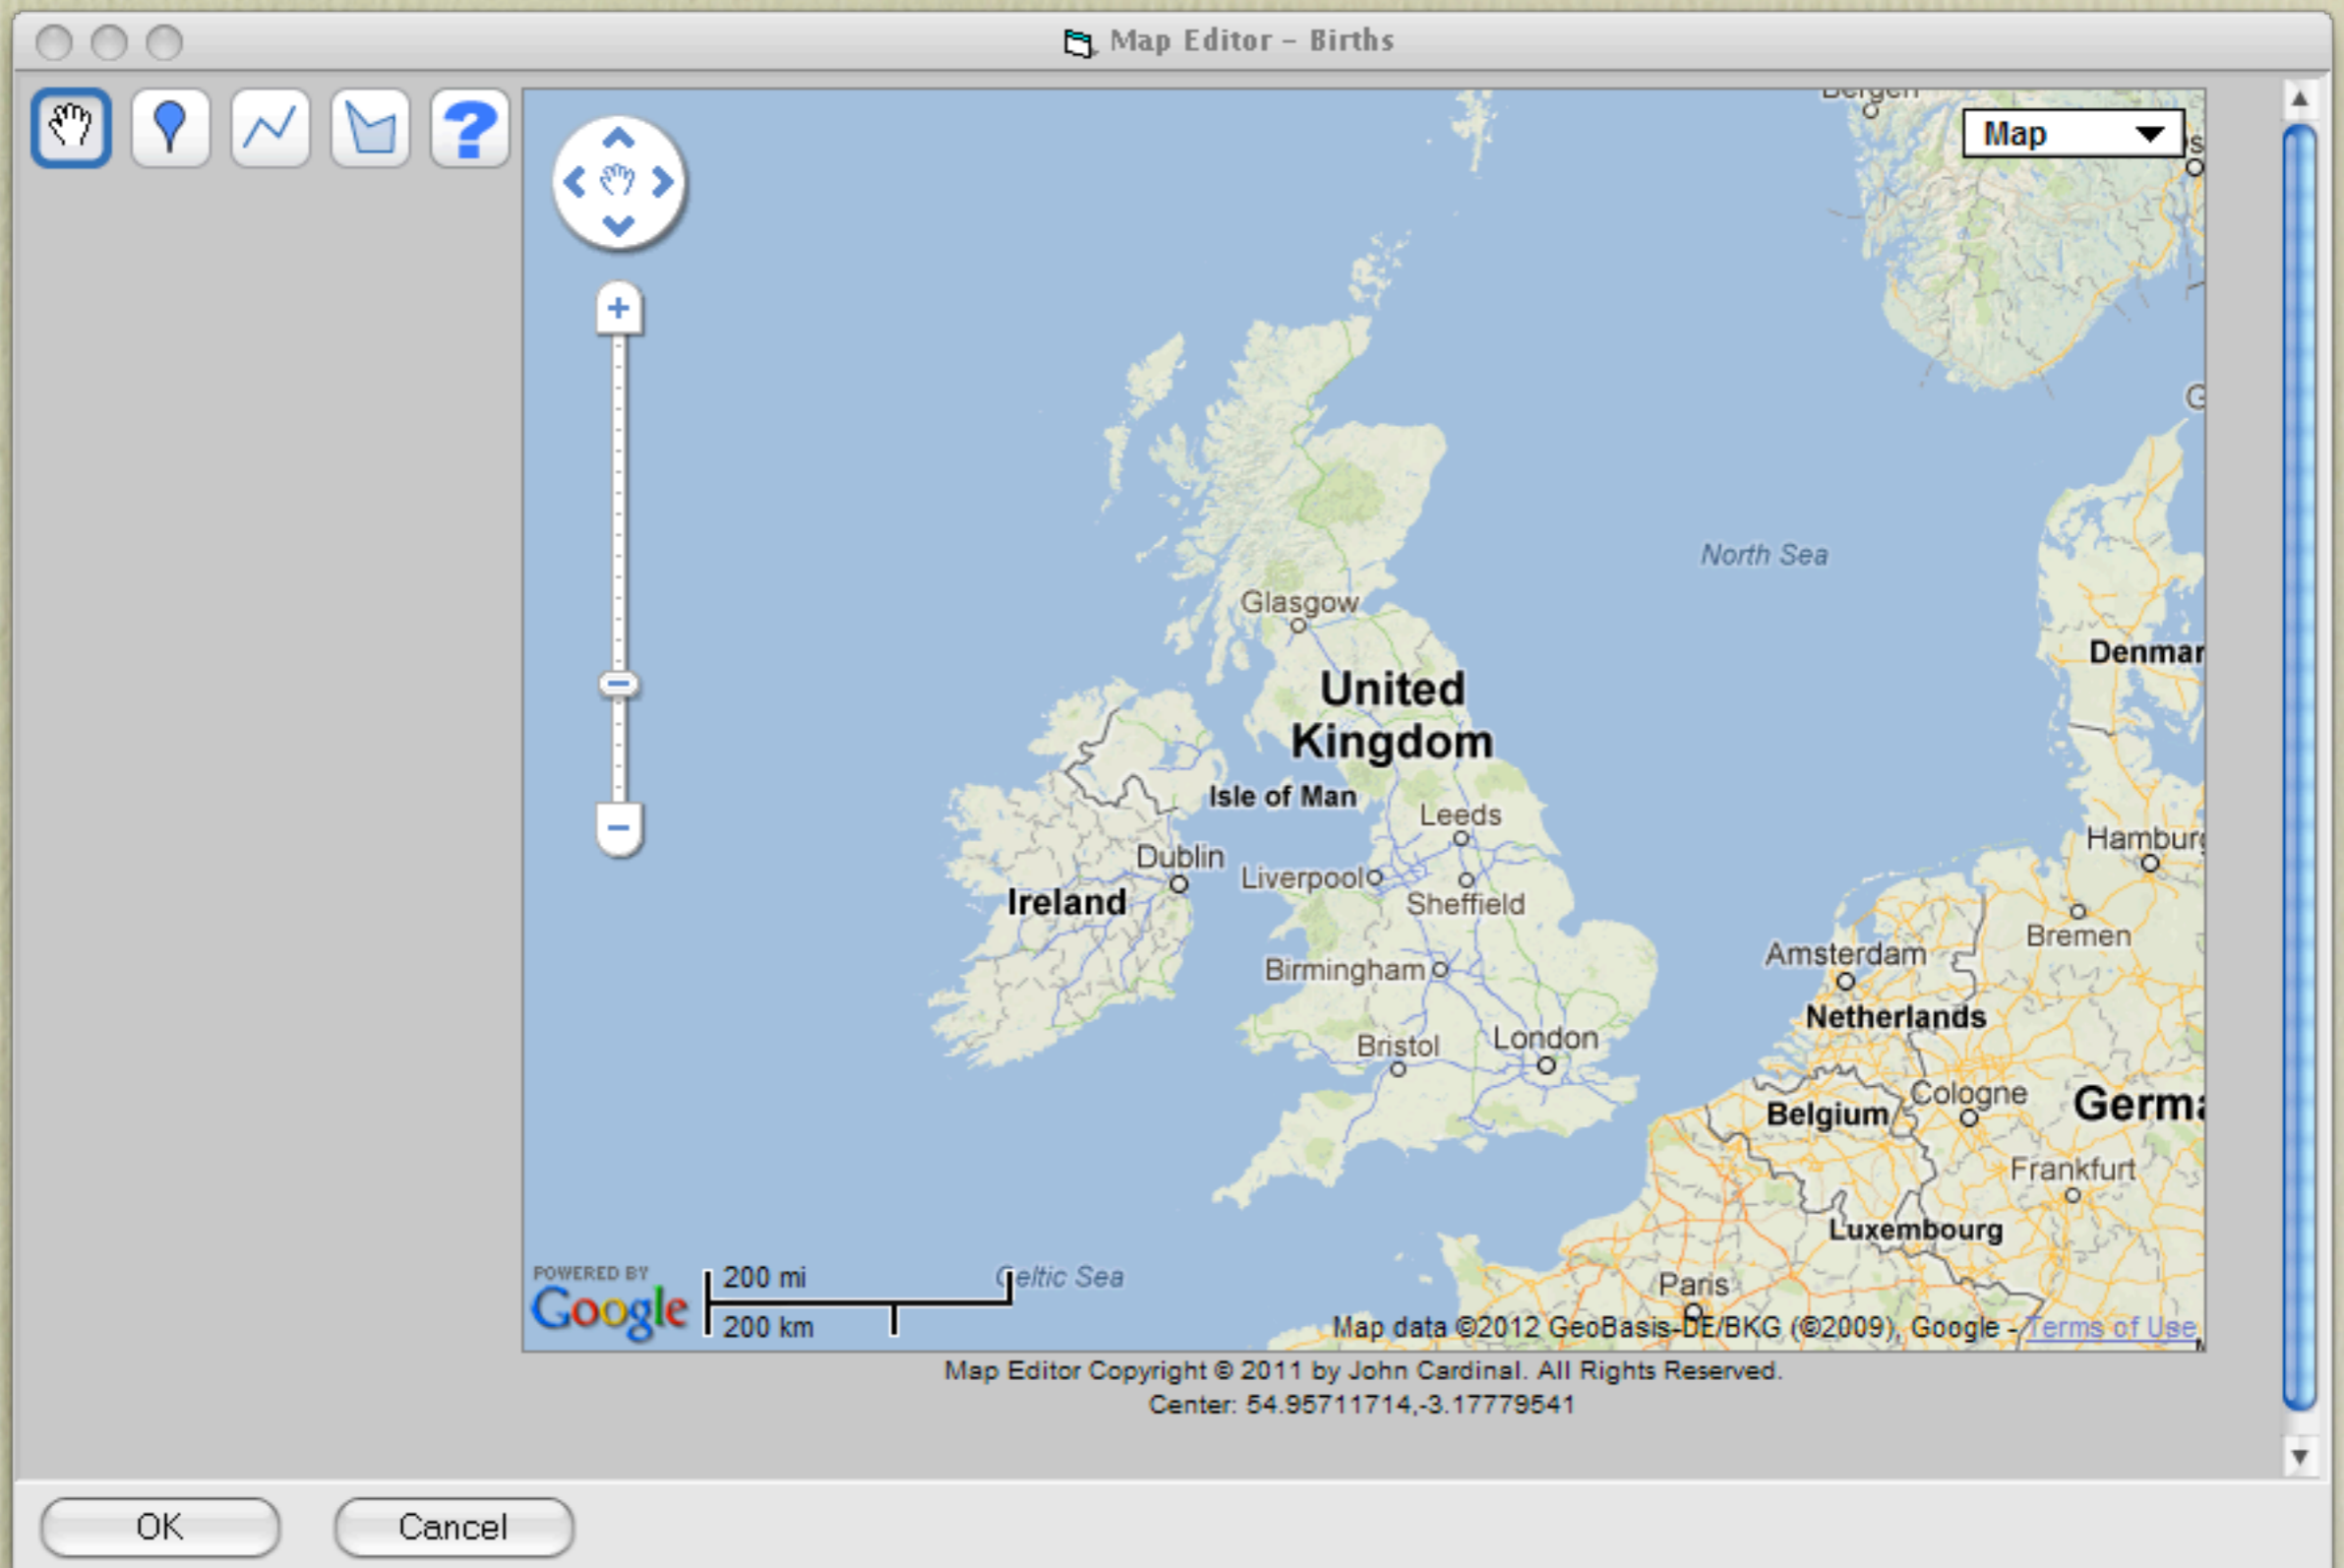 Map Editor – Births
Bergen
Map
North Sea
Glasgow
United
Kingdom
Denmar
Isle of Man
Leeds
Hamburg
Dublin
Liverpool
Ireland
Sheffield
Bremen
Amsterdam
Birmingham
Netherlands
London
Bristol
Cologne
Belgium
Germa
Frankfurt
Luxembourg
POWERED BY
Google
200 mi
200 km
Celtic Sea
Paris
Map data ©2012 GeoBasis-DE/BKG (©2009), Google - Terms of Use
Map Editor Copyright © 2011 by John Cardinal. All Rights Reserved.
Center: 54.95711714,-3.17779541
OK
Cancel